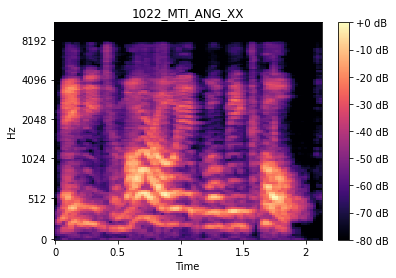 1022_MTI_ANG_XX
8192
4096
2048
1024
512
0
Hz
0
0.5
1
1.5
2
Time
+0 dB
-10 dB
-20 dB
-30 dB
-40 dB
-50 dB
-60 dB
-70 dB
-80 dB